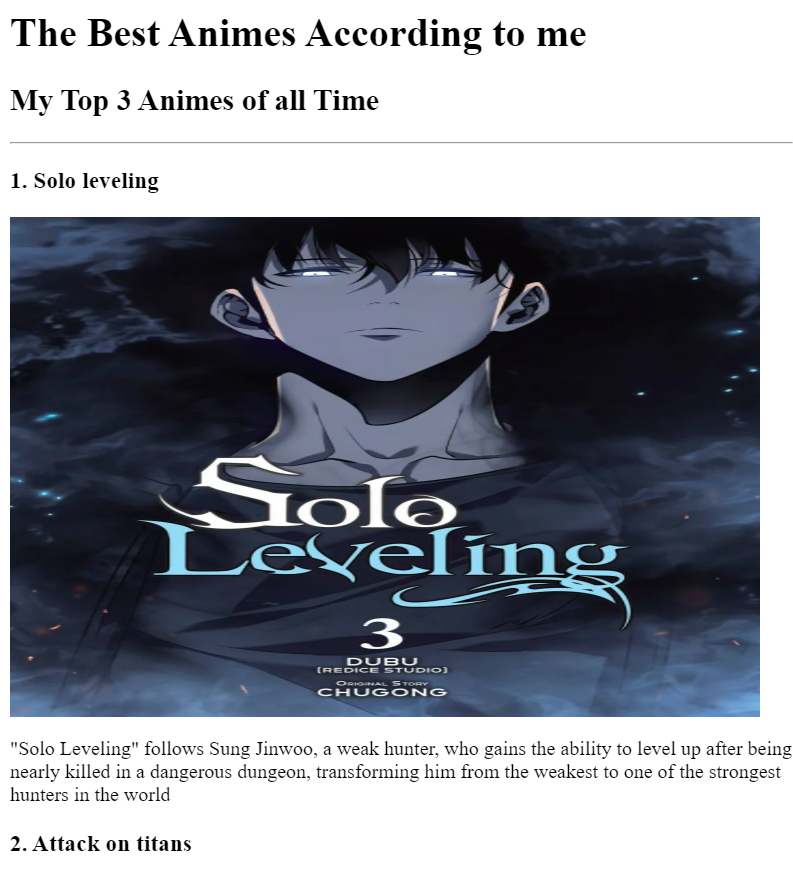 The Best Animes According to me
My Top 3 Animes of all Time
1. Solo leveling
Solo
Leveling
3
DUBU
[REDICE STUDIO]
ORIGINAL STORY
CHUGONG
"Solo Leveling" follows Sung Jinwoo, a weak hunter, who gains the ability to level up after being
nearly killed in a dangerous dungeon, transforming him from the weakest to one of the strongest
hunters in the world
2. Attack on titans